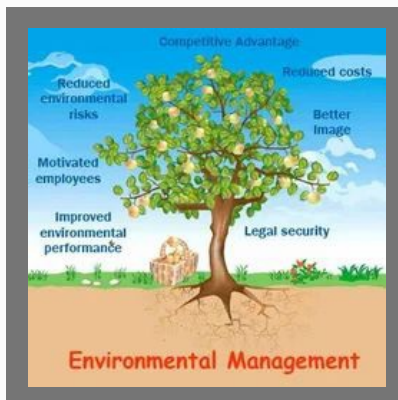 Competitive Advantage
Reduced costs
Reduced
environmental
risks
Better
Image
Motivated
employees
Improved
environmental
performance
Legal security
Environmental Management